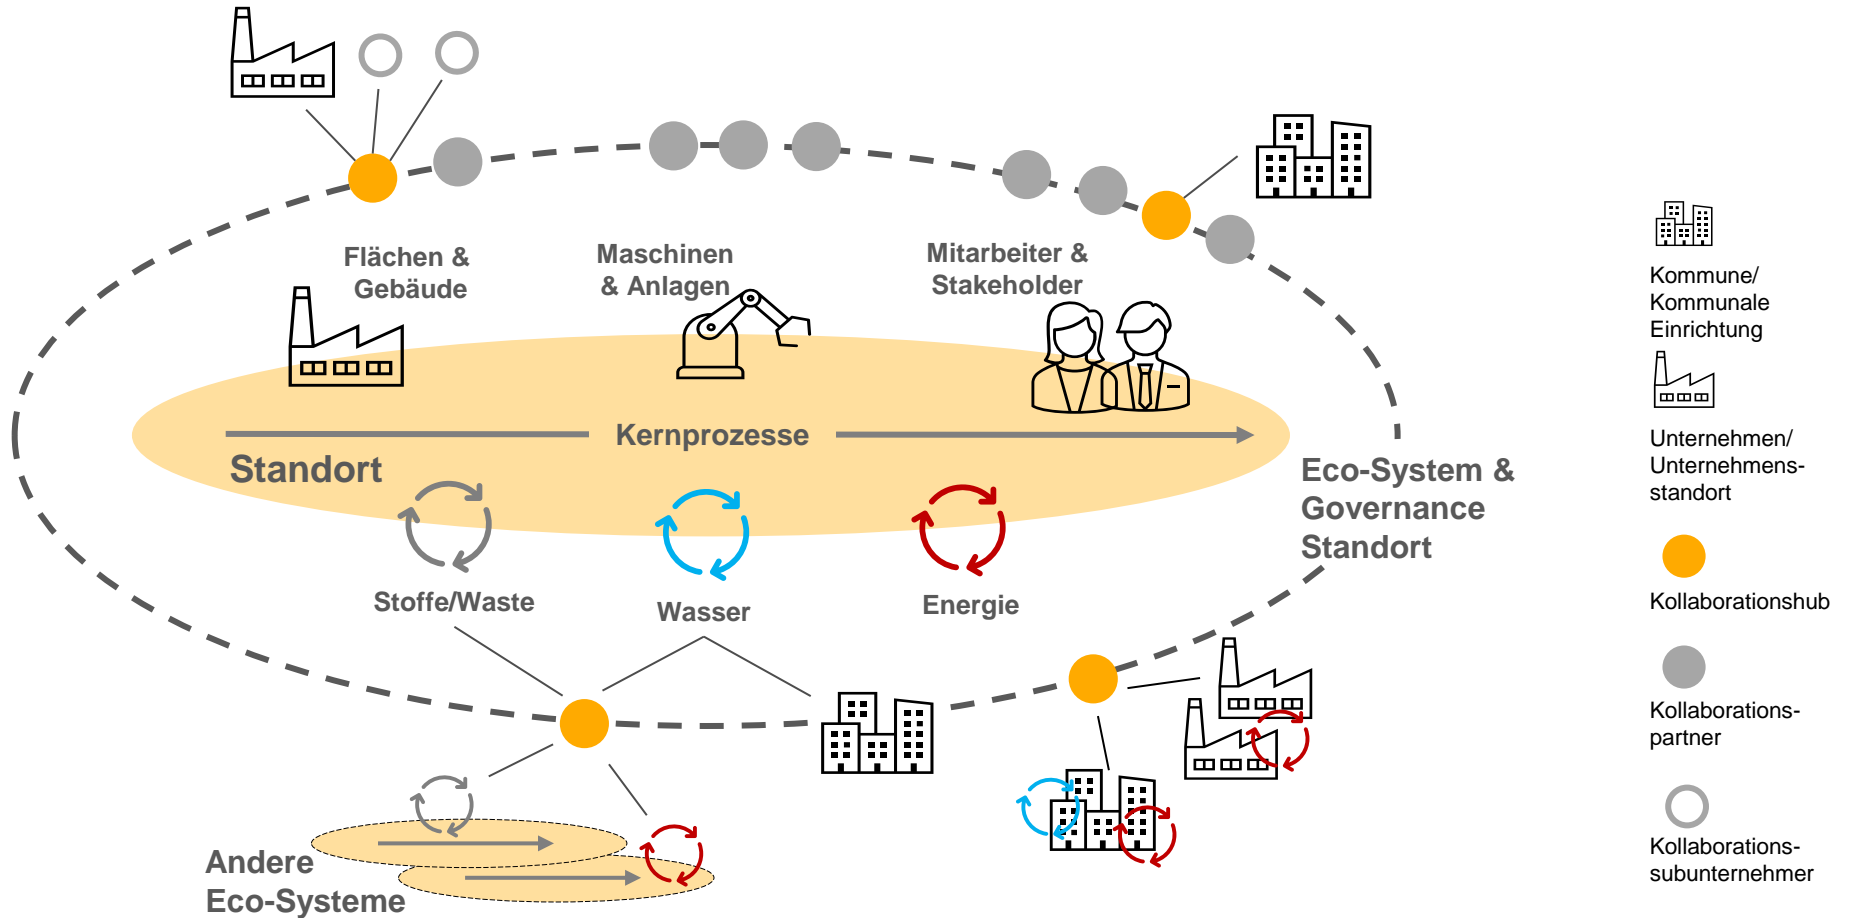 Flächen &
Gebäude
Maschinen
& Anlagen
Mitarbeiter &
Stakeholder
Kernprozesse
Standort
Eco-System &
Governance
Standort
Stoffe/Waste
Wasser
Energie
Andere
Eco-Systeme
Kommune/
Kommunale
Einrichtung
Unternehmen/
Unternehmens-
standort
Kollaborationshub
Kollaborations-
partner
Kollaborations-
subunternehmer